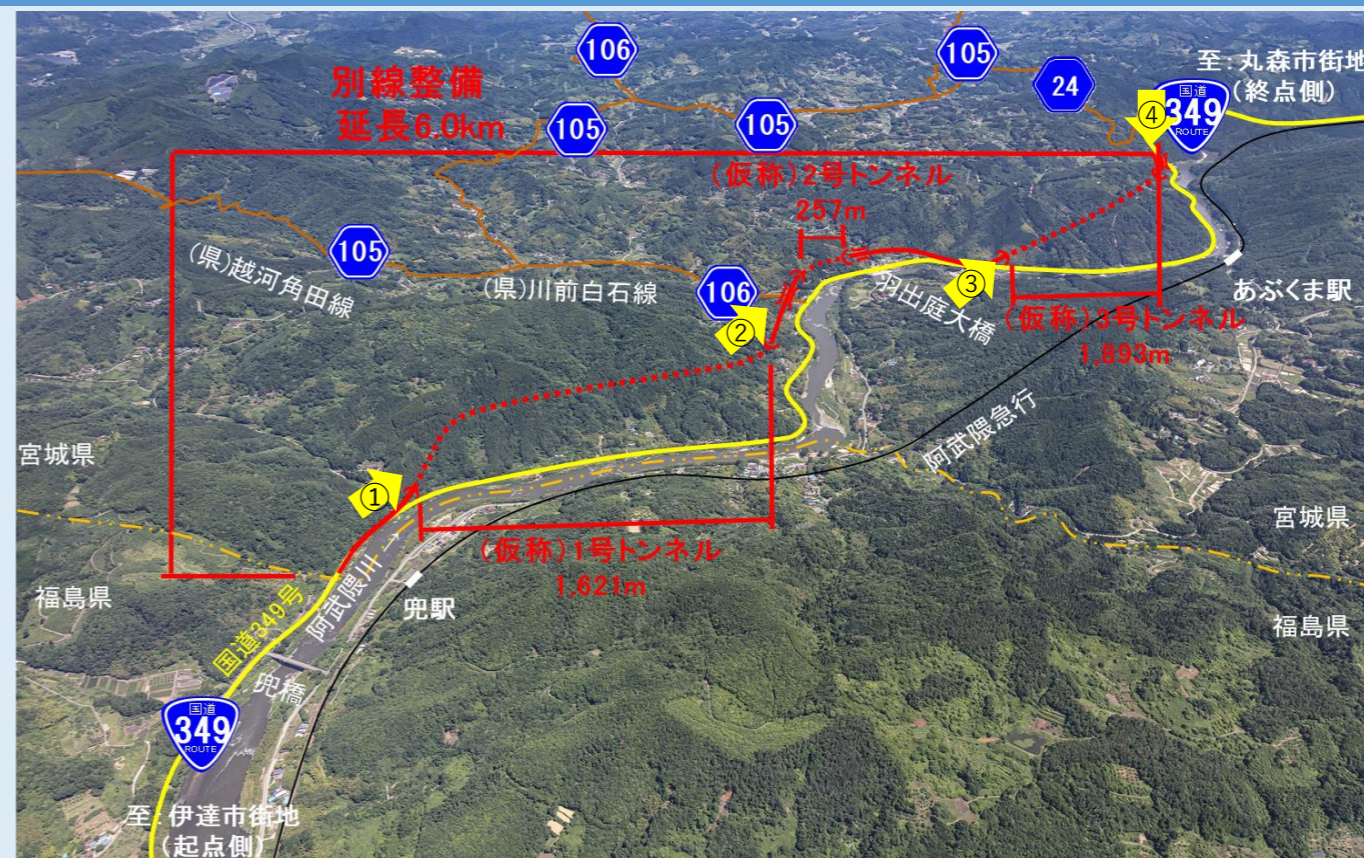 106
105
24
至:丸森市街地
(終点側)
国道
349
ROUTE
④
別線整備
延長6.0km
105
105
(仮称)2号トンネル
257m
105
(県)越河角田線
(県)川前白石線
106
②
③
羽出庭大橋
あぶくま駅
(仮称)3号トンネル
1,893m
宮城県
阿武隈急行
①
(仮称)1号トンネル
1,621m
宮城県
福島県
国道349号
阿武隈川→
兜駅
福島県
兜橋
国道
349
ROUTE
至:伊達市街地
(起点側)